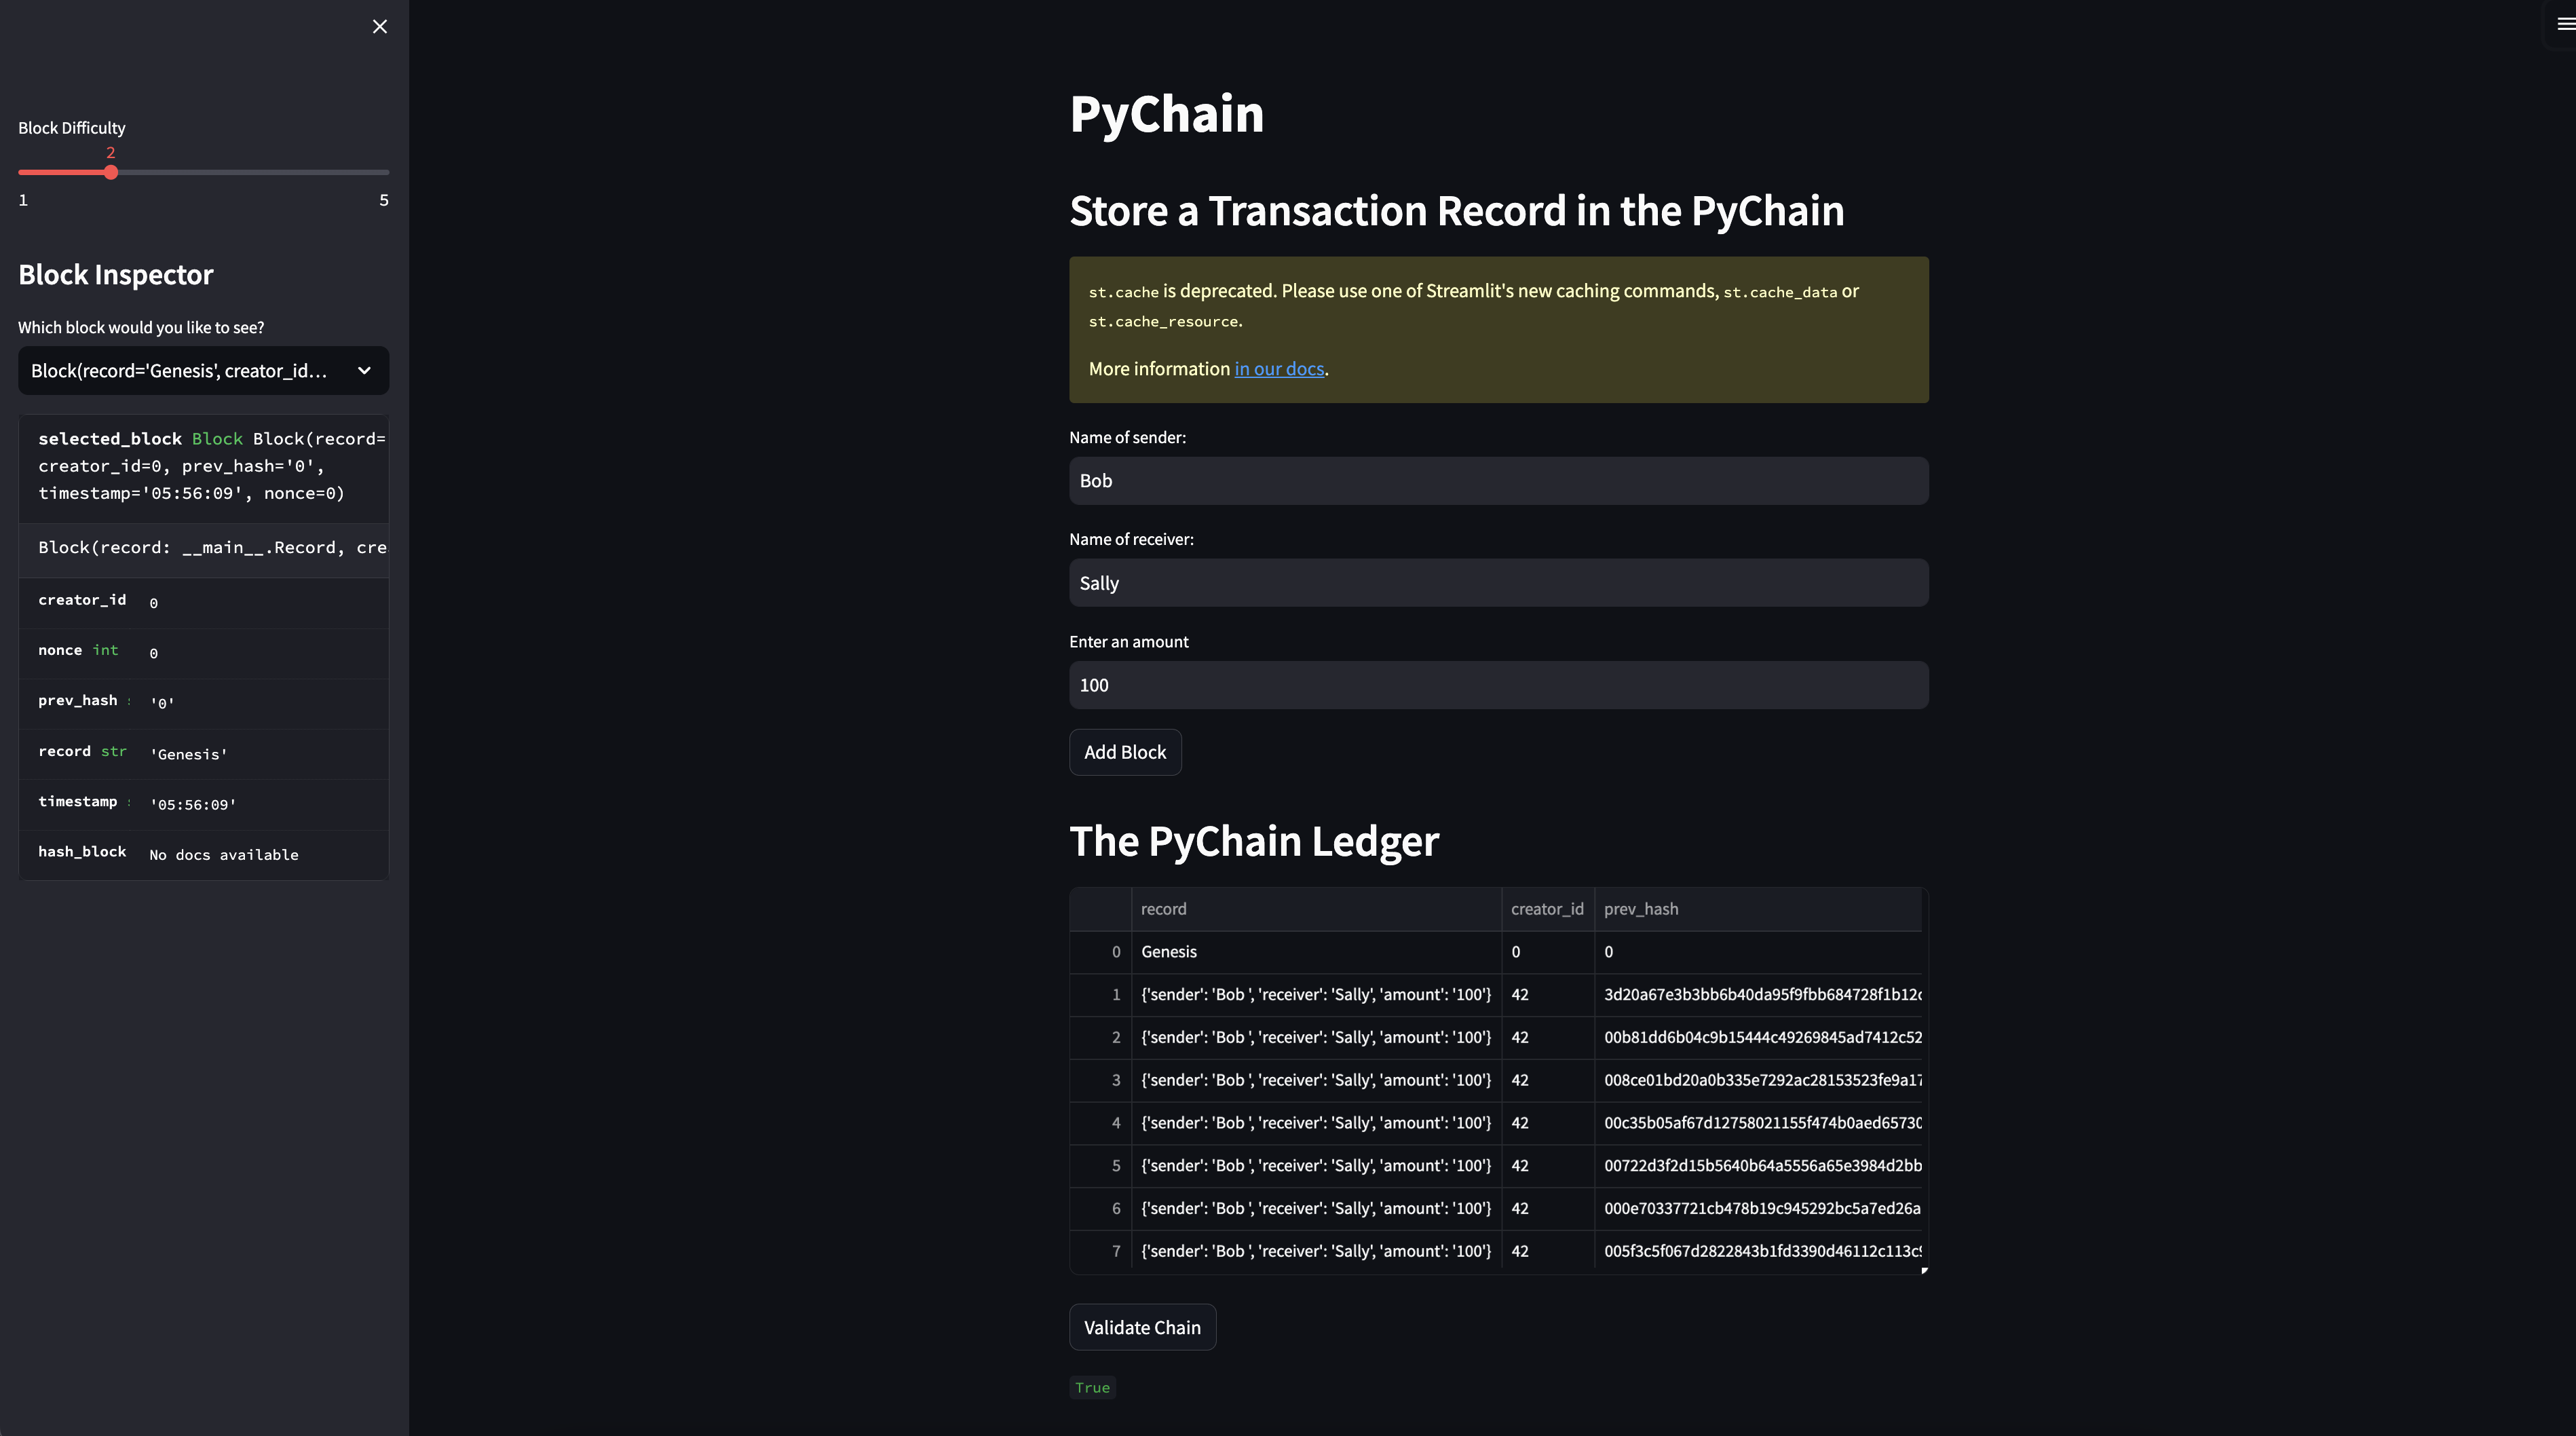 Block Difficulty
2
1 5
Block Inspector
Which block would you like to see?
Block(record='Genesis', creator_id...
selected_block Block Block(record=
creator_id=0, prev_hash='0',
timestamp='05:56:09', nonce=0)
Block(record: __main__.Record, cre
creator_id 0
nonce int 0
prev_hash '0'
record str 'Genesis'
timestamp '05:56:09'
hash_block No docs available
PyChain
Store a Transaction Record in the PyChain
st.cache is deprecated. Please use one of Streamlit's new caching commands, st.cache_data or
st.cache_resource.
More information in our docs.
Name of sender:
Bob
Name of receiver:
Sally
Enter an amount
100
Add Block
The PyChain Ledger
record creator_id prev_hash
0 Genesis 0 0
1 {'sender': 'Bob ', 'receiver': 'Sally', 'amount': '100'} 42 3d20a67e3b3bb6b40da95f9fbb684728f1b12c
2 {'sender': 'Bob ', 'receiver': 'Sally', 'amount': '100'} 42 00b81dd6b04c9b15444c49269845ad7412c52
3 {'sender': 'Bob ', 'receiver': 'Sally', 'amount': '100'} 42 008ce01bd20a0b335e7292ac28153523fe9a17
4 {'sender': 'Bob ', 'receiver': 'Sally', 'amount': '100'} 42 00c35b05af67d12758021155f474b0aed65730
5 {'sender': 'Bob ', 'receiver': 'Sally', 'amount': '100'} 42 00722d3f2d15b5640b64a5556a65e3984d2bb
6 {'sender': 'Bob ', 'receiver': 'Sally', 'amount': '100'} 42 000e70337721cb478b19c945292bc5a7ed26a
7 {'sender': 'Bob ', 'receiver': 'Sally', 'amount': '100'} 42 005f3c5f067d2822843b1fd3390d46112c113c9
Validate Chain
True